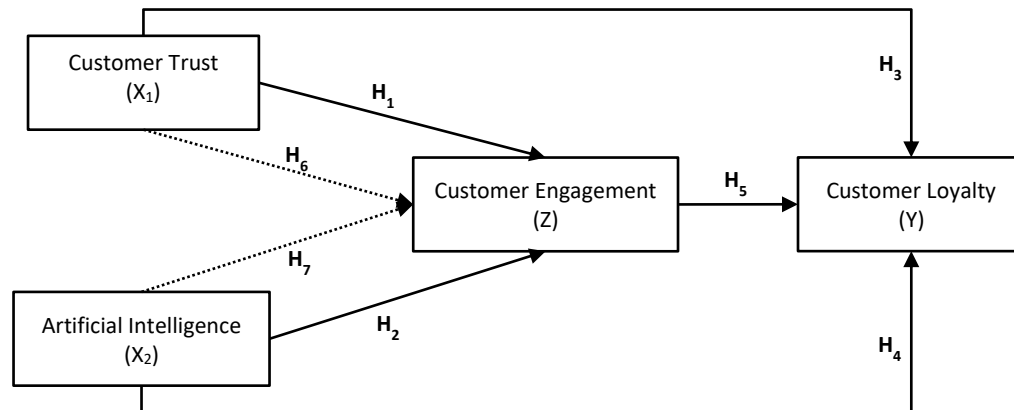 Customer Trust
(X₁)
H₃
H₁
H₆
Customer Engagement
(Z)
H₅
Customer Loyalty
(Y)
H₇
Artificial Intelligence
(X₂)
H₂
H₄